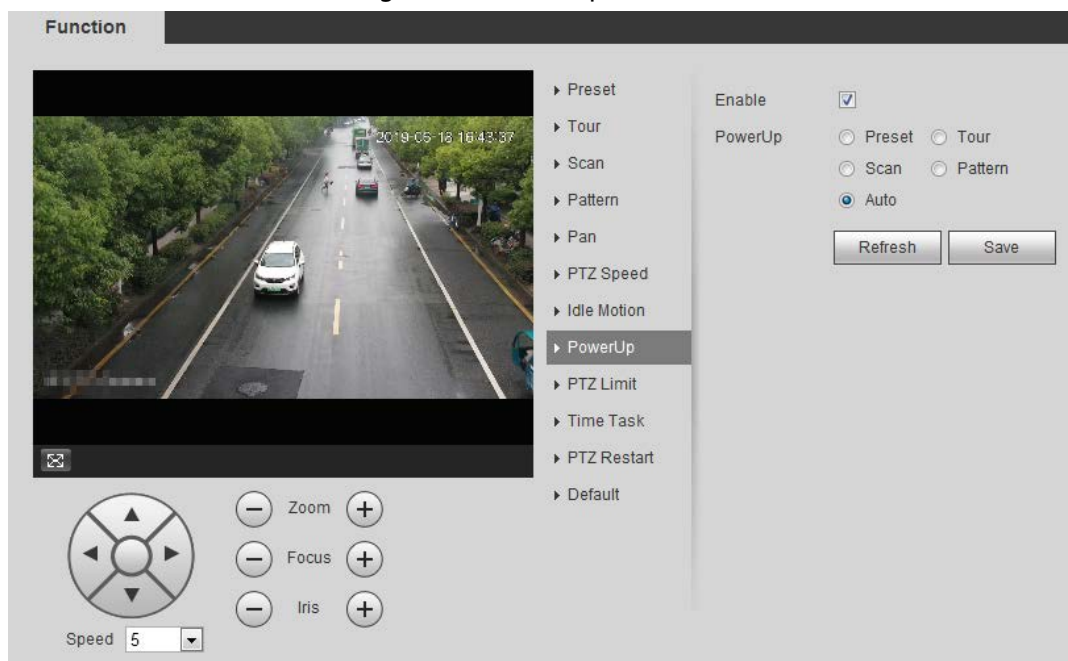 Function
2019-05-18 16:43:37
Preset
Tour
Scan
Pattern
Pan
PTZ Speed
Idle Motion
PowerUp
PTZ Limit
Time Task
PTZ Restart
Default
Enable
PowerUp
Preset Tour
Scan Pattern
Auto
Refresh Save
Zoom
Focus
Iris
Speed 5